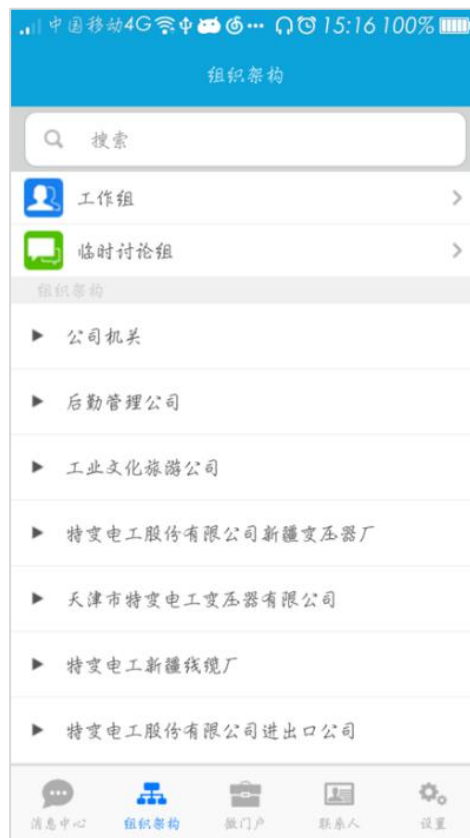 中国移动4G ··· 15:16 100%
组织架构
搜索
工作组
临时讨论组
组织架构
公司机关
后勤管理公司
工业文化旅游公司
特变电工股份有限公司新疆变压器厂
天津市特变电工变压器有限公司
特变电工新疆线缆厂
特变电工股份有限公司进出口公司
消息中心 组织架构 微门户 联系人 设置